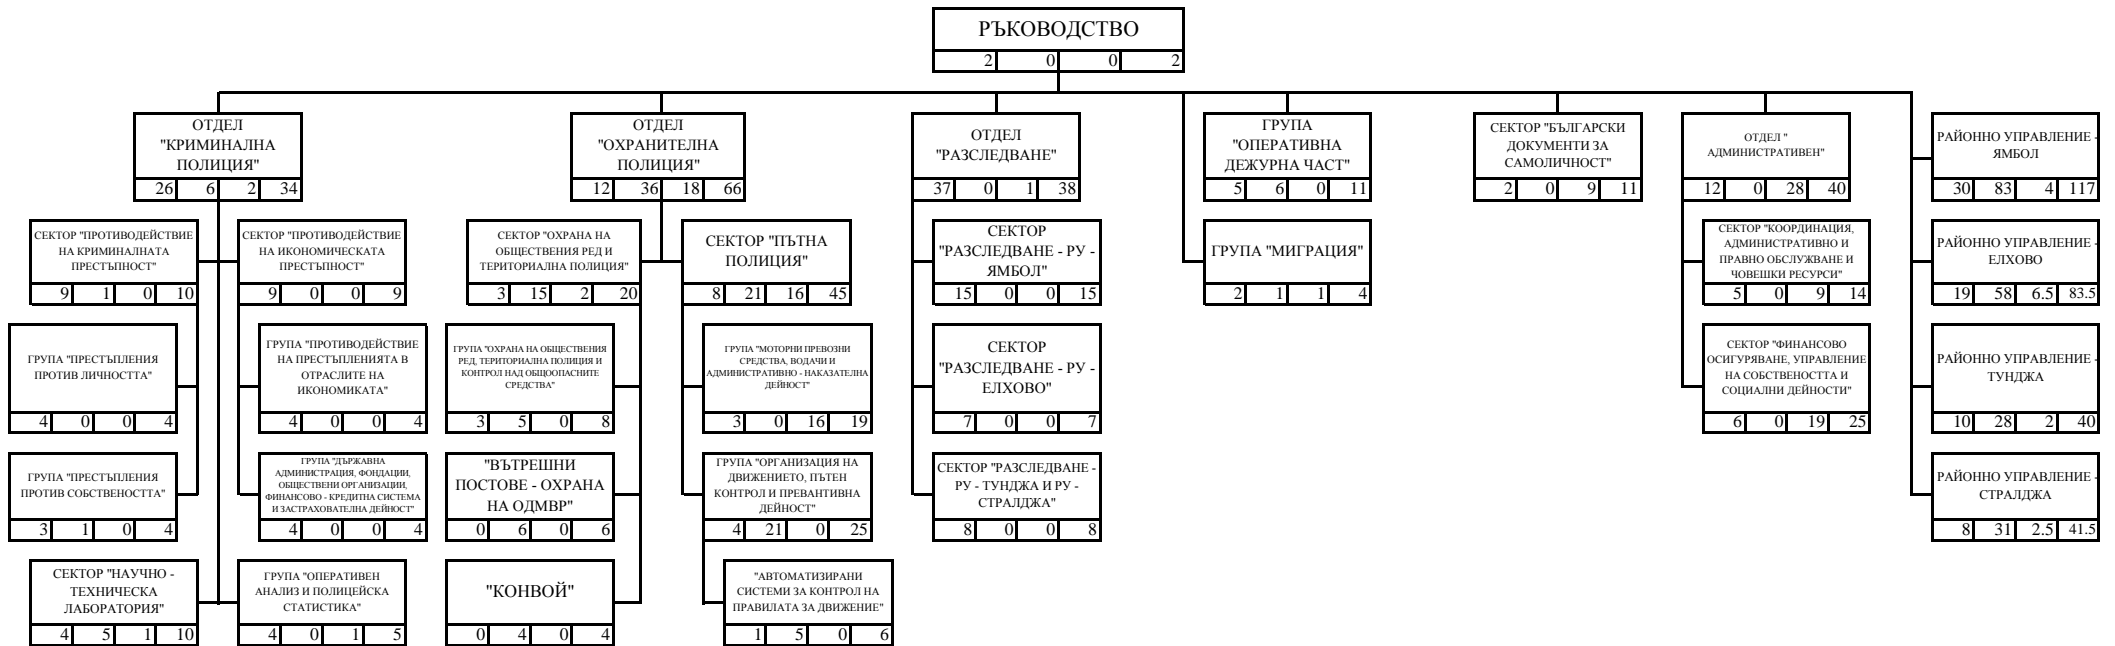 РЪКОВОДСТВО
2 0 0 2
ОТДЕЛ
"КРИМИНАЛНА
ПОЛИЦИЯ"
26 6 2 34
ОТДЕЛ
"ОХРАНИТЕЛНА
ПОЛИЦИЯ"
12 36 18 66
ОТДЕЛ
"РАЗСЛЕДВАНЕ"
37 0 1 38
ГРУПА
"ОПЕРАТИВНА
ДЕЖУРНА ЧАСТ"
5 6 0 11
СЕКТОР "БЪЛГАРСКИ
ДОКУМЕНТИ ЗА
САМОЛИЧНОСТ"
2 0 9 11
ОТДЕЛ "
АДМИНИСТРАТИВЕН"
12 0 28 40
РАЙОННО УПРАВЛЕНИЕ -
ЯМБОЛ
30 83 4 117
СЕКТОР "ПРОТИВОДЕЙСТВИЕ
НА КРИМИНАЛНАТА
ПРЕСТЪПНОСТ"
9 1 0 10
СЕКТОР "ПРОТИВОДЕЙСТВИЕ
НА ИКОНОМИЧЕСКАТА
ПРЕСТЪПНОСТ"
9 0 0 9
СЕКТОР "ОХРАНА НА
ОБЩЕСТВЕНИЯ РЕД И
ТЕРИТОРИАЛНА ПОЛИЦИЯ"
3 15 2 20
СЕКТОР "ПЪТНА
ПОЛИЦИЯ"
8 21 16 45
СЕКТОР
"РАЗСЛЕДВАНЕ - РУ -
ЯМБОЛ"
15 0 0 15
ГРУПА "МИГРАЦИЯ"
2 1 1 4
СЕКТОР "КООРДИНАЦИЯ,
АДМИНИСТРАТИВНО И
ПРАВНО ОБСЛУЖВАНЕ И
ЧОВЕШКИ РЕСУРСИ"
5 0 9 14
РАЙОННО УПРАВЛЕНИЕ -
ЕЛХОВО
19 58 6.5 83.5
ГРУПА "ПРЕСТЪПЛЕНИЯ
ПРОТИВ ЛИЧНОСТТА"
4 0 0 4
ГРУПА "ПРОТИВОДЕЙСТВИЕ
НА ПРЕСТЪПЛЕНИЯТА В
ОТРАСЛИТЕ НА
ИКОНОМИКАТА"
4 0 0 4
ГРУПА "ОХРАНА НА ОБЩЕСТВЕНИЯ
РЕД, ТЕРИТОРИАЛНА ПОЛИЦИЯ И
КОНТРОЛ НАД ОБЩООПАСНИТЕ
СРЕДСТВА"
3 5 0 8
ГРУПА "МОТОРНИ ПРЕВОЗНИ
СРЕДСТВА, ВОДАЧИ И
АДМИНИСТРАТИВНО - НАКАЗАТЕЛНА
ДЕЙНОСТ"
3 0 16 19
СЕКТОР
"РАЗСЛЕДВАНЕ - РУ -
ЕЛХОВО"
7 0 0 7
СЕКТОР "ФИНАНСОВО
ОСИГУРЯВАНЕ, УПРАВЛЕНИЕ
НА СОБСТВЕНОСТТА И
СОЦИАЛНИ ДЕЙНОСТИ"
6 0 19 25
РАЙОННО УПРАВЛЕНИЕ -
ТУНДЖА
10 28 2 40
ГРУПА "ПРЕСТЪПЛЕНИЯ
ПРОТИВ СОБСТВЕНОСТТА"
3 1 0 4
ГРУПА "ДЪРЖАВНА
АДМИНИСТРАЦИЯ, ФОНДАЦИИ,
ОБЩЕСТВЕНИ ОРГАНИЗАЦИИ,
ФИНАНСОВО - КРЕДИТНА СИСТЕМА
И ЗАСТРАХОВАТЕЛНА ДЕЙНОСТ"
4 0 0 4
"ВЪТРЕШНИ
ПОСТОВЕ - ОХРАНА
НА ОДМВР"
0 6 0 6
ГРУПА "ОРГАНИЗАЦИЯ НА
ДВИЖЕНИЕТО, ПЪТЕН
КОНТРОЛ И ПРЕВАНТИВНА
ДЕЙНОСТ"
4 21 0 25
СЕКТОР "РАЗСЛЕДВАНЕ -
РУ - ТУНДЖА И РУ -
СТРАЛДЖА"
8 0 0 8
РАЙОННО УПРАВЛЕНИЕ -
СТРАЛДЖА
8 31 2.5 41.5
СЕКТОР "НАУЧНО -
ТЕХНИЧЕСКА
ЛАБОРАТОРИЯ"
4 5 1 10
ГРУПА "ОПЕРАТИВЕН
АНАЛИЗ И ПОЛИЦЕЙСКА
СТАТИСТИКА"
4 0 1 5
"КОНВОЙ"
0 4 0 4
"АВТОМАТИЗИРАНИ
СИСТЕМИ ЗА КОНТРОЛ НА
ПРАВИЛАТА ЗА ДВИЖЕНИЕ"
1 5 0 6